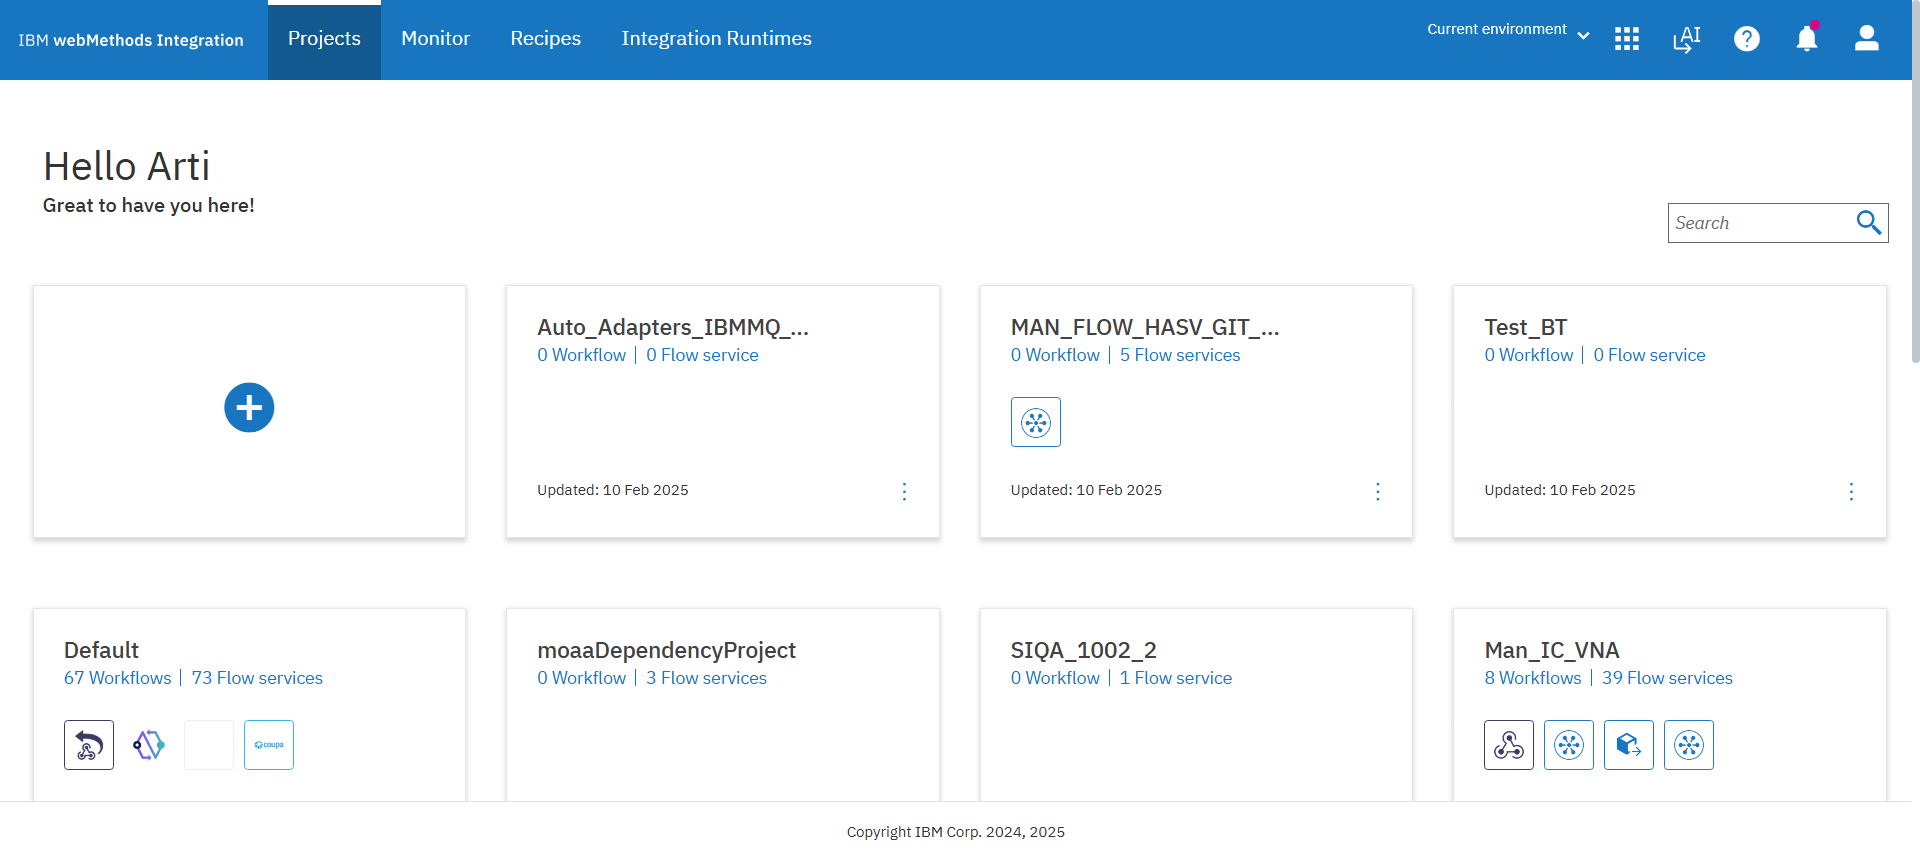 IBM webMethods Integration
Projects
Monitor
Recipes
Integration Runtimes
Current environment
AI
?
Hello Arti
Great to have you here!
Search
Auto_Adapters_IBMMQ_...
0 Workflow | 0 Flow service
Updated: 10 Feb 2025
MAN_FLOW_HASV_GIT_...
0 Workflow | 5 Flow services
Updated: 10 Feb 2025
Test_BT
0 Workflow | 0 Flow service
Updated: 10 Feb 2025
Default
67 Workflows | 73 Flow services
coupa
moaaDependencyProject
0 Workflow | 3 Flow services
SIQA_1002_2
0 Workflow | 1 Flow service
Man_IC_VNA
8 Workflows | 39 Flow services
Copyright IBM Corp. 2024, 2025